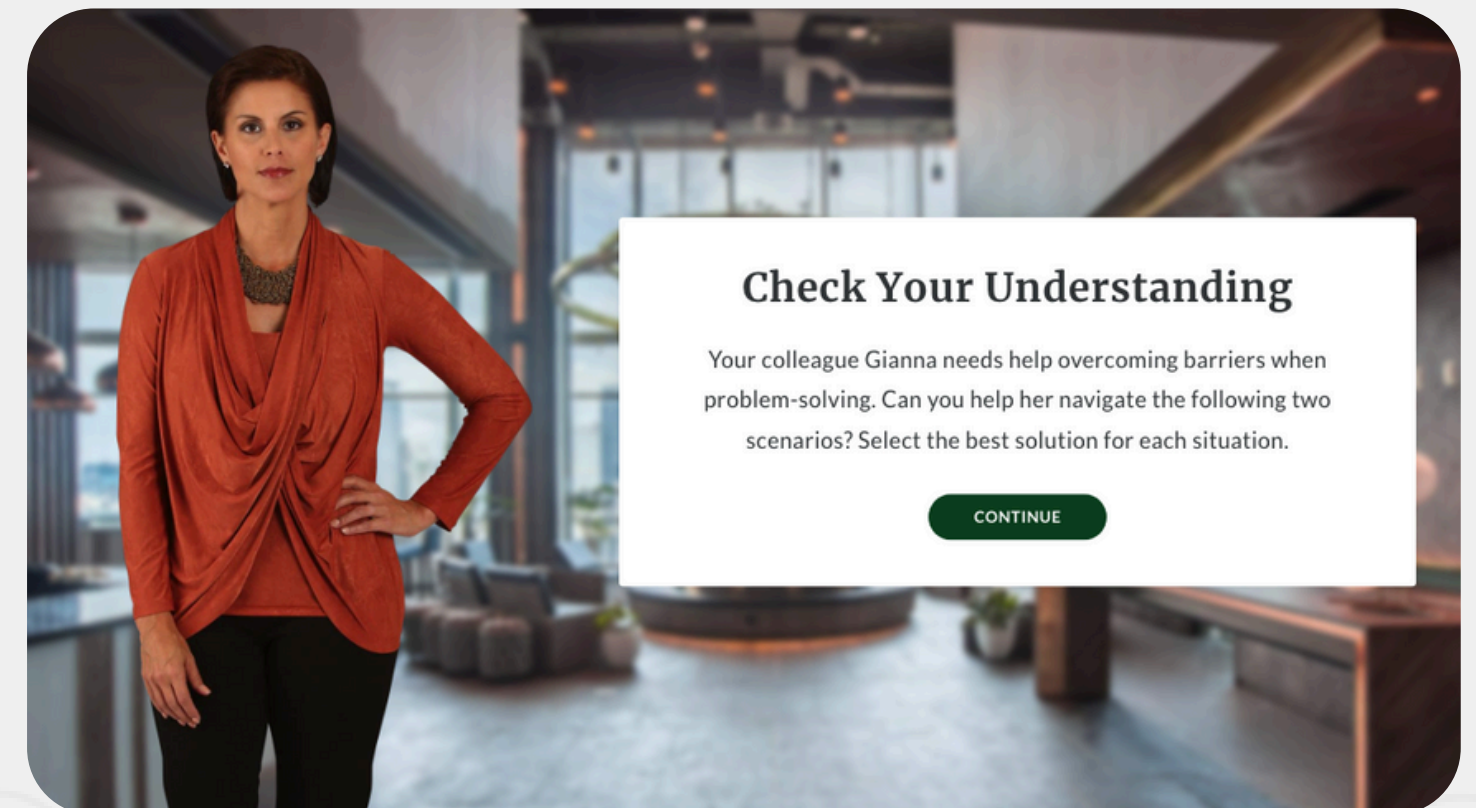 Check Your Understanding
Your colleague Gianna needs help overcoming barriers when
problem-solving. Can you help her navigate the following two
scenarios? Select the best solution for each situation.
CONTINUE